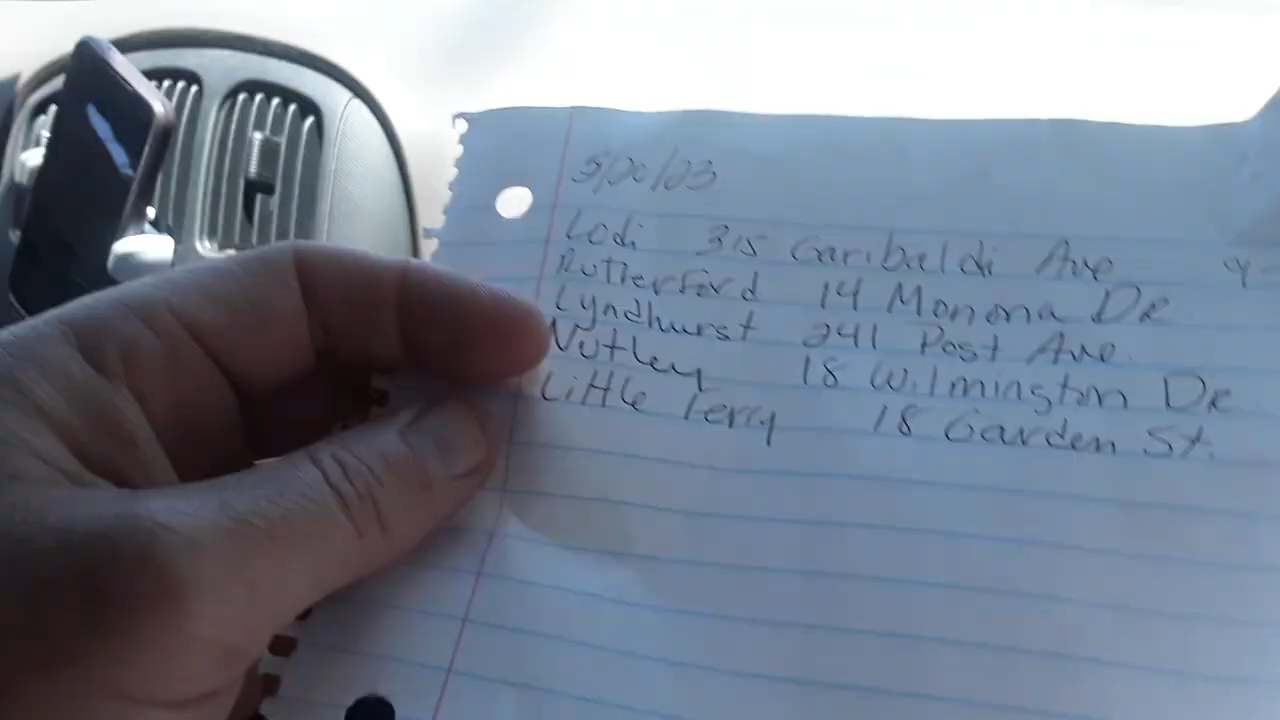 5/20/23
Lodi 315 Garibaldi Ave 9-
Rutherford 14 Monona DR
Lyndhurst 241 Post Ave.
Nutley 18 Wilmington DR
Little Ferry 18 Garden St.